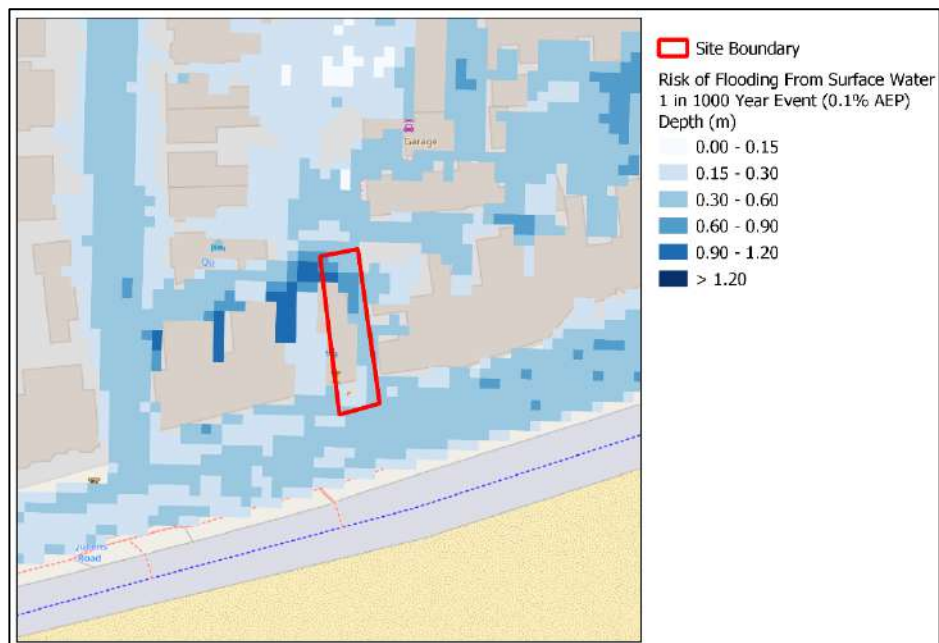 Site Boundary
Risk of Flooding From Surface Water
1 in 1000 Year Event (0.1% AEP)
Depth (m)
0.00 - 0.15
0.15 - 0.30
0.30 - 0.60
0.60 - 0.90
0.90 - 1.20
> 1.20
Garage
Road